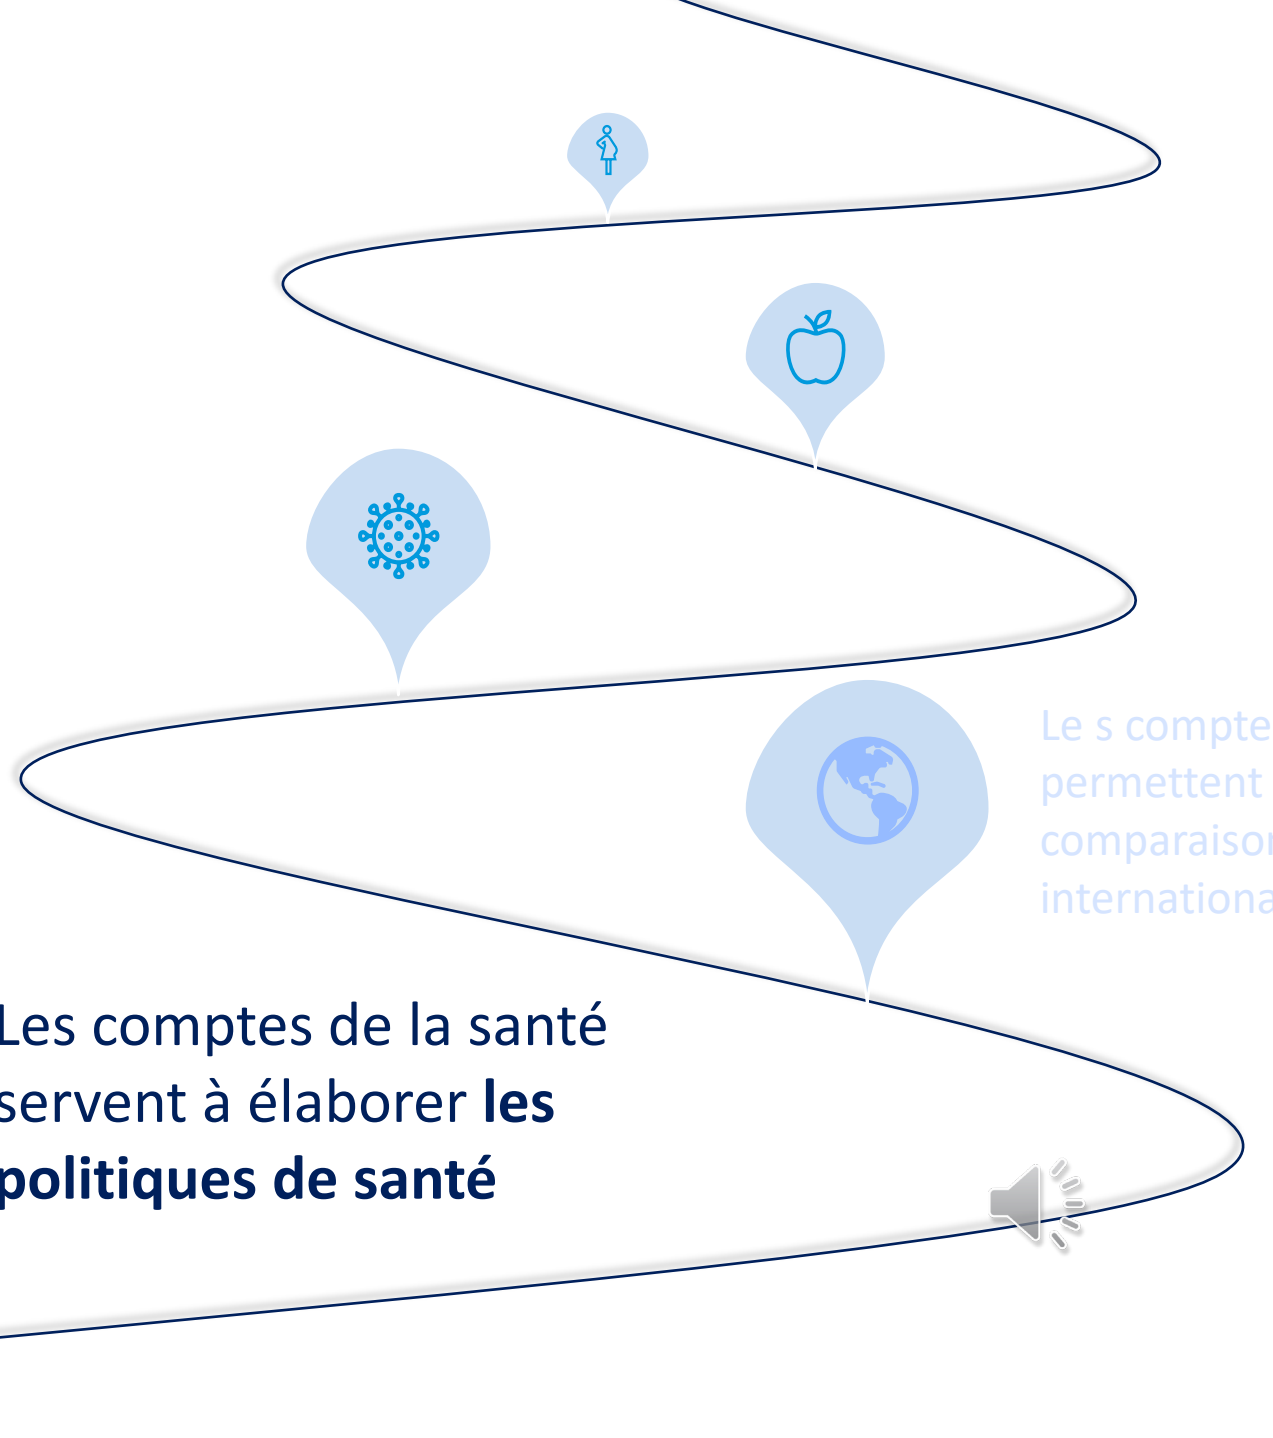 Le s compte
permettent
comparaison
internationa
Les comptes de la santé
servent à élaborer les
politiques de santé